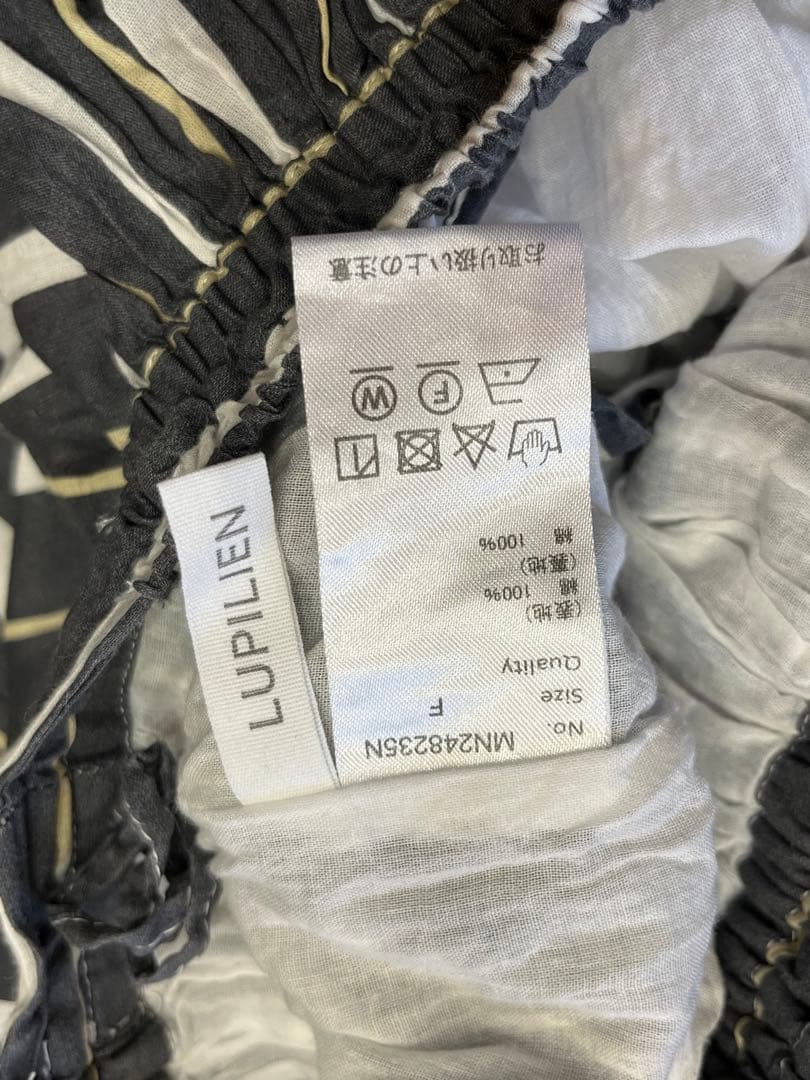 No. MN248235N
Size F
Quality
(表地)
綿 100%
(裏地)
綿 100%
F
W
お取り扱い上の注意
LUPILIEN